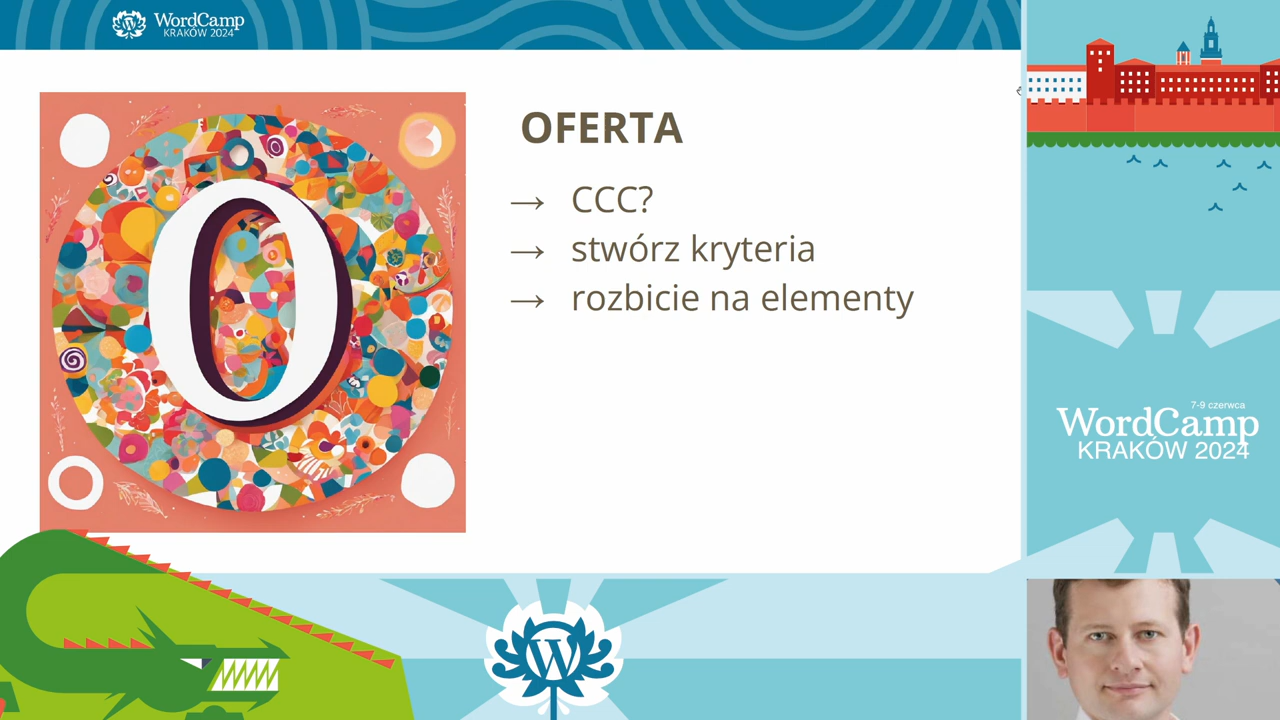 WordCamp
KRAKÓW 2024
O
OFERTA
→ CCC?
→ stwórz kryteria
→ rozbicie na elementy
7-9 czerwca
WordCamp
KRAKÓW 2024
W